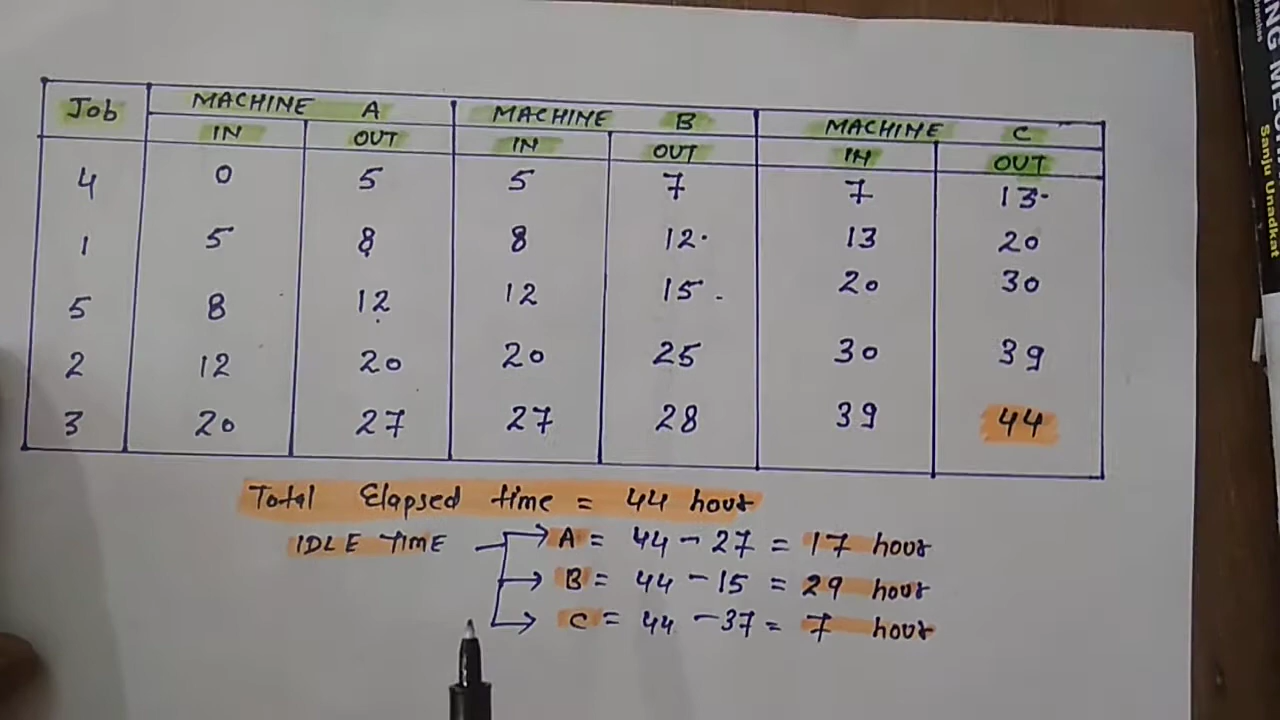 Job MACHINE A MACHINE B MACHINE C
IN OUT IN OUT IN OUT
4 0 5 5 7 7 13
1 5 8 8 12 13 20
5 8 12 12 15 20 30
2 12 20 20 25 30 39
3 20 27 27 28 39 44
Total Elapsed time = 44 hour
IDLE TIME → A = 44 - 27 = 17 hour
→ B = 44 - 15 = 29 hour
→ C = 44 - 37 = 7 hour
Sanju Unadkat